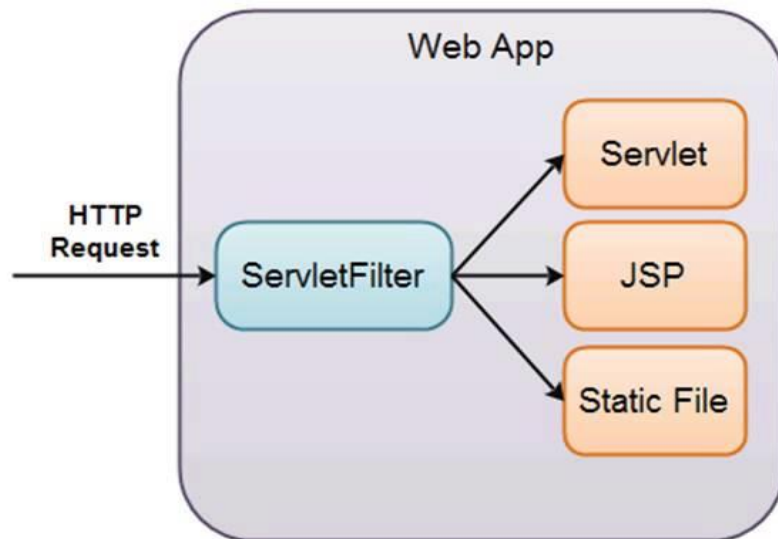 Web App
Servlet
HTTP
Request
ServletFilter
JSP
Static File